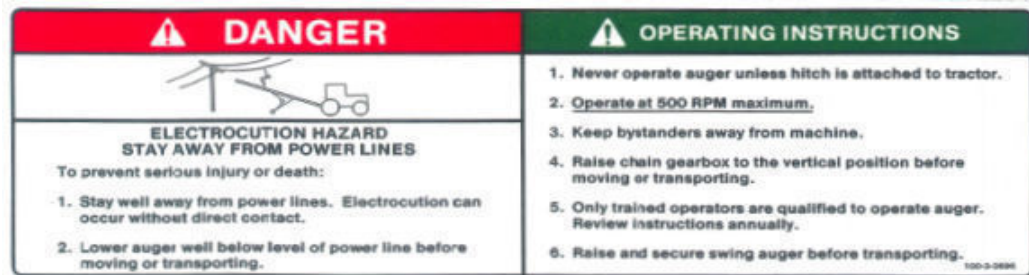 DANGER
ELECTROCUTION HAZARD
STAY AWAY FROM POWER LINES
To prevent serious injury or death:
1. Stay well away from power lines. Electrocution can
occur without direct contact.
2. Lower auger well below level of power line before
moving or transporting.
OPERATING INSTRUCTIONS
1. Never operate auger unless hitch is attached to tractor.
2. Operate at 500 RPM maximum.
3. Keep bystanders away from machine.
4. Raise chain gearbox to the vertical position before
moving or transporting.
5. Only trained operators are qualified to operate auger.
Review instructions annually.
6. Raise and secure swing auger before transporting.